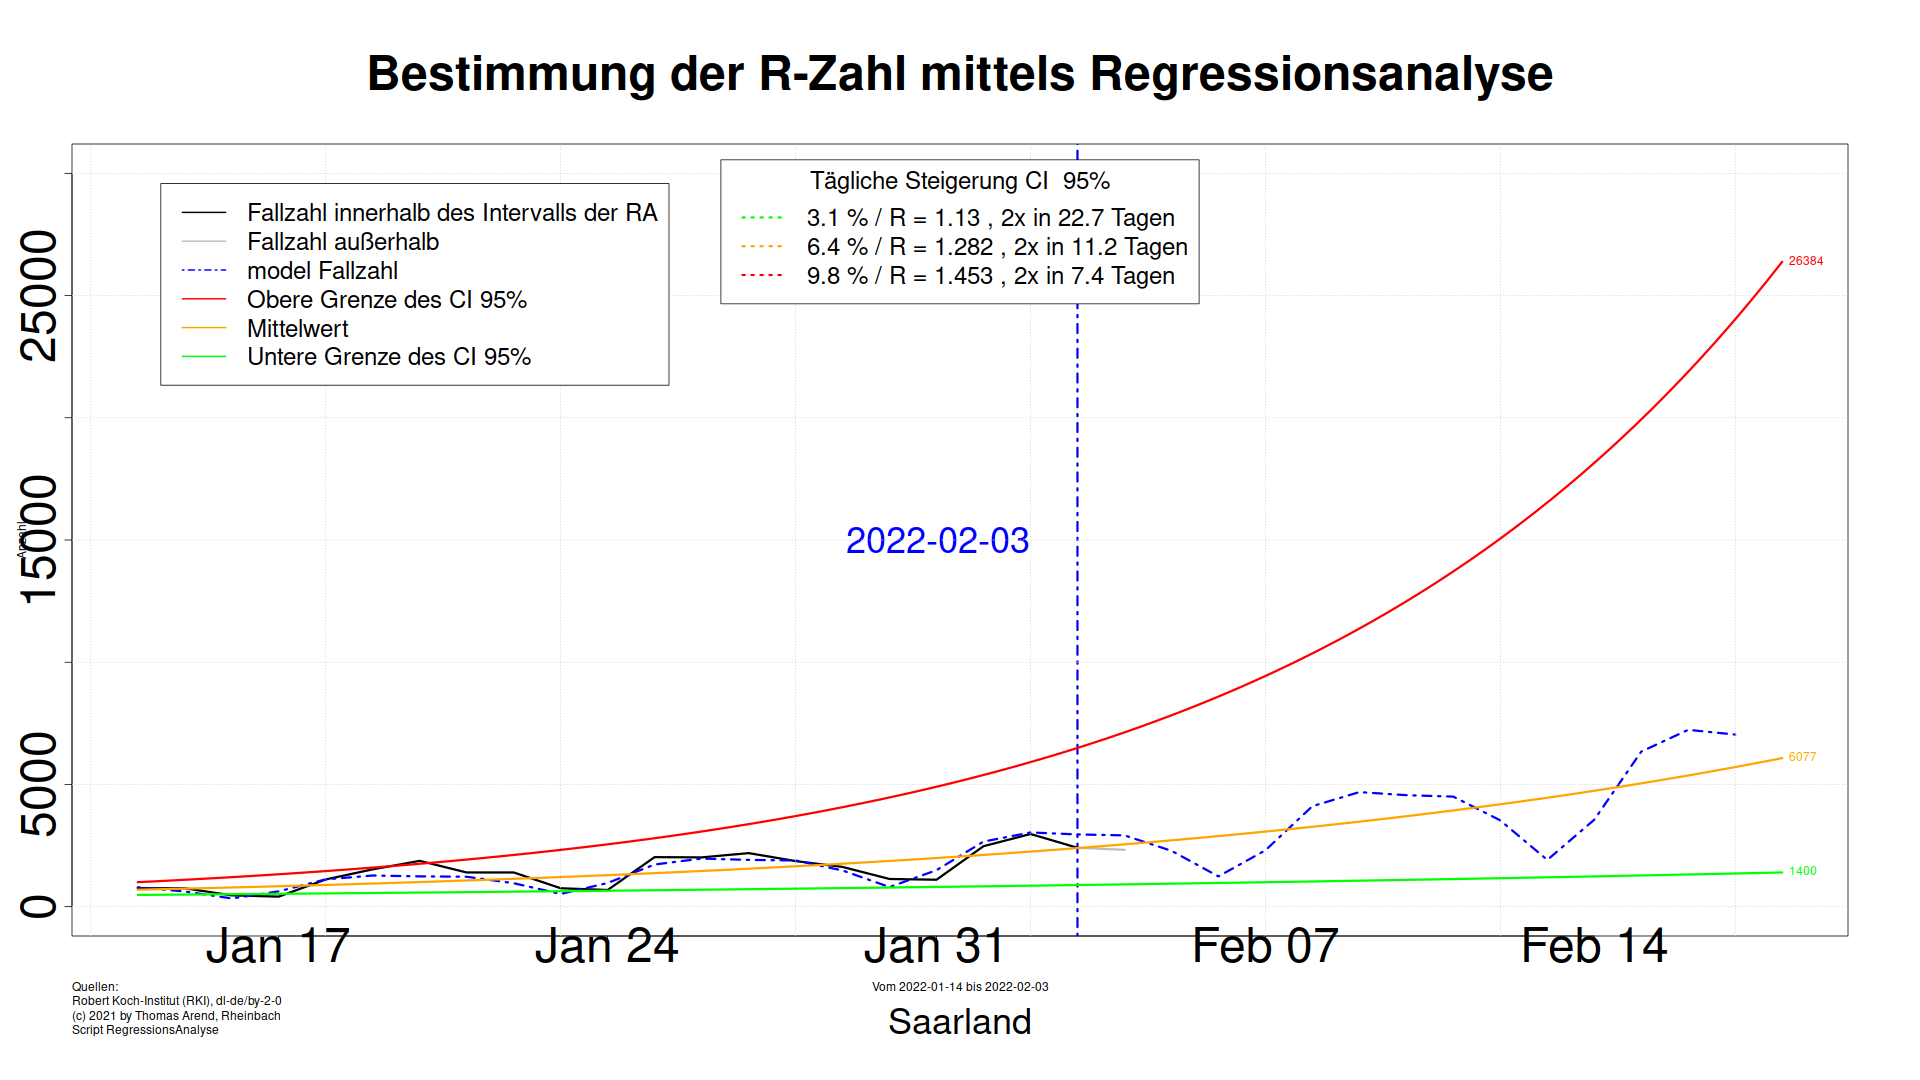 Bestimmung der R-Zahl mittels Regressionsanalyse
Fallzahl innerhalb des Intervalls der RA
Fallzahl außerhalb
model Fallzahl
Obere Grenze des CI 95%
Mittelwert
Untere Grenze des CI 95%
Tägliche Steigerung CI 95%
3.1 % / R = 1.13 , 2x in 22.7 Tagen
6.4 % / R = 1.282 , 2x in 11.2 Tagen
9.8 % / R = 1.453 , 2x in 7.4 Tagen
25000
15000
5000
0
Anzahl
2022-02-03
26384
6077
1400
Jan 17
Jan 24
Jan 31
Feb 07
Feb 14
Quellen:
Robert Koch-Institut (RKI), dl-de/by-2-0
(c) 2021 by Thomas Arend, Rheinbach
Script RegressionsAnalyse
Vom 2022-01-14 bis 2022-02-03
Saarland